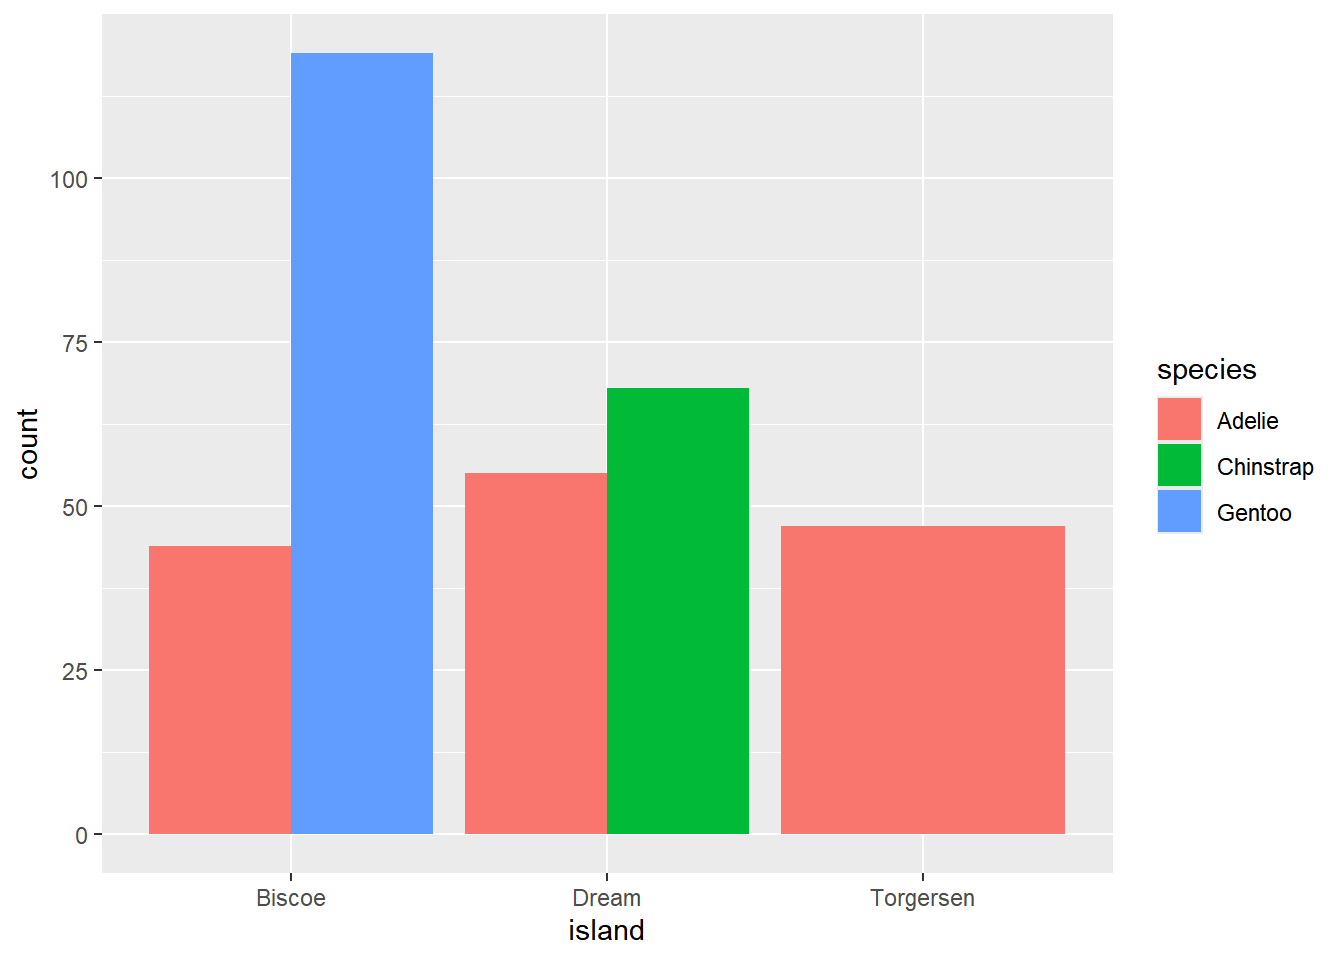 count
100
75
50
25
0
Biscoe
Dream
Torgersen
island
species
Adelie
Chinstrap
Gentoo